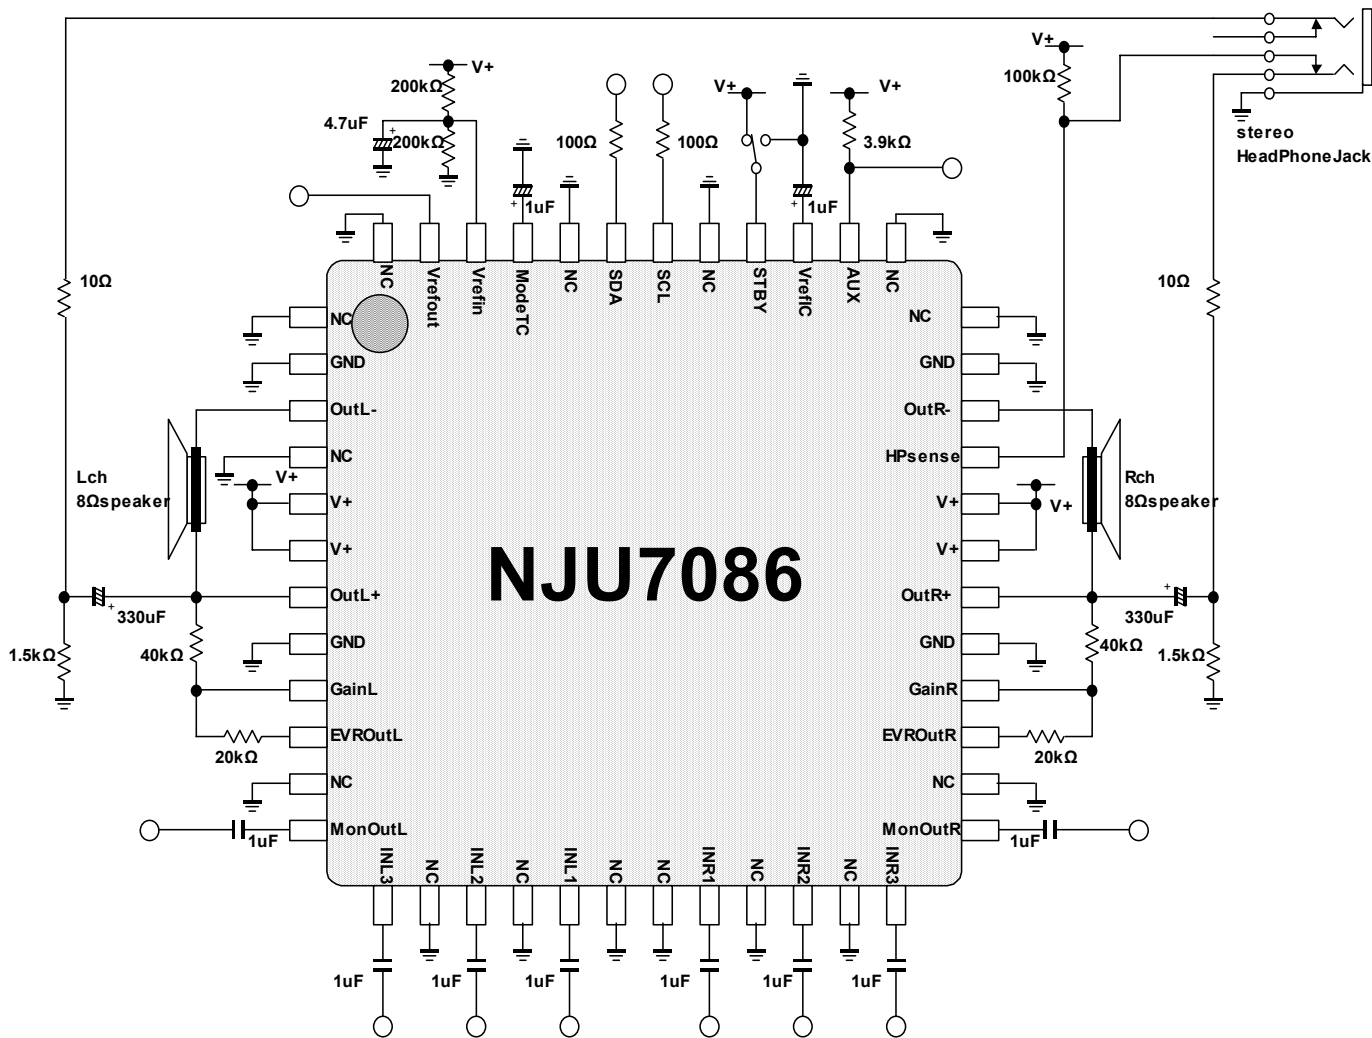 V+
100kΩ
stereo
HeadPhoneJack
V+
200kΩ
4.7uF
+
200kΩ
+
1uF
100Ω
100Ω
V+
+
1uF
V+
3.9kΩ
NC
Vrefout
Vrefin
ModeTC
NC
SDA
SCL
NC
STBY
VrefIC
AUX
NC
10Ω
10Ω
NC
GND
OutL-
NC
V+
V+
OutL+
GND
GainL
EVROutL
NC
MonOutL
NC
GND
OutR-
HPsense
V+
V+
OutR+
GND
GainR
EVROutR
NC
MonOutR
Lch
8Ωspeaker
V+
Rch
8Ωspeaker
V+
NJU7086
+
330uF
1.5kΩ
40kΩ
20kΩ
1uF
+
330uF
40kΩ
1.5kΩ
20kΩ
1uF
INL3
NC
INL2
NC
INL1
NC
NC
INR1
NC
INR2
NC
INR3
1uF
1uF
1uF
1uF
1uF
1uF